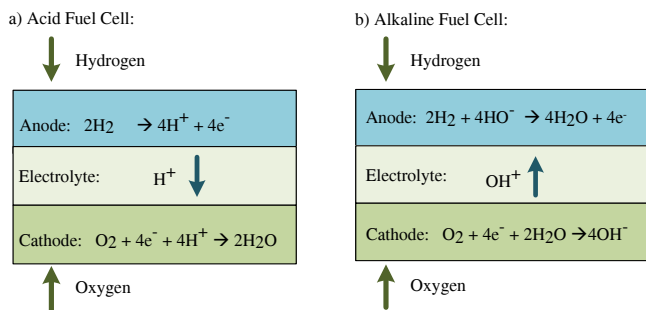 a) Acid Fuel Cell:
Hydrogen
Anode: 2H2 → 4H⁺ + 4e⁻
Electrolyte: H⁺
Cathode: O2 + 4e⁻ + 4H⁺ → 2H2O
Oxygen
b) Alkaline Fuel Cell:
Hydrogen
Anode: 2H2 + 4HO⁻ → 4H2O + 4e⁻
Electrolyte: OH⁺
Cathode: O2 + 4e⁻ + 2H2O →4OH⁻
Oxygen